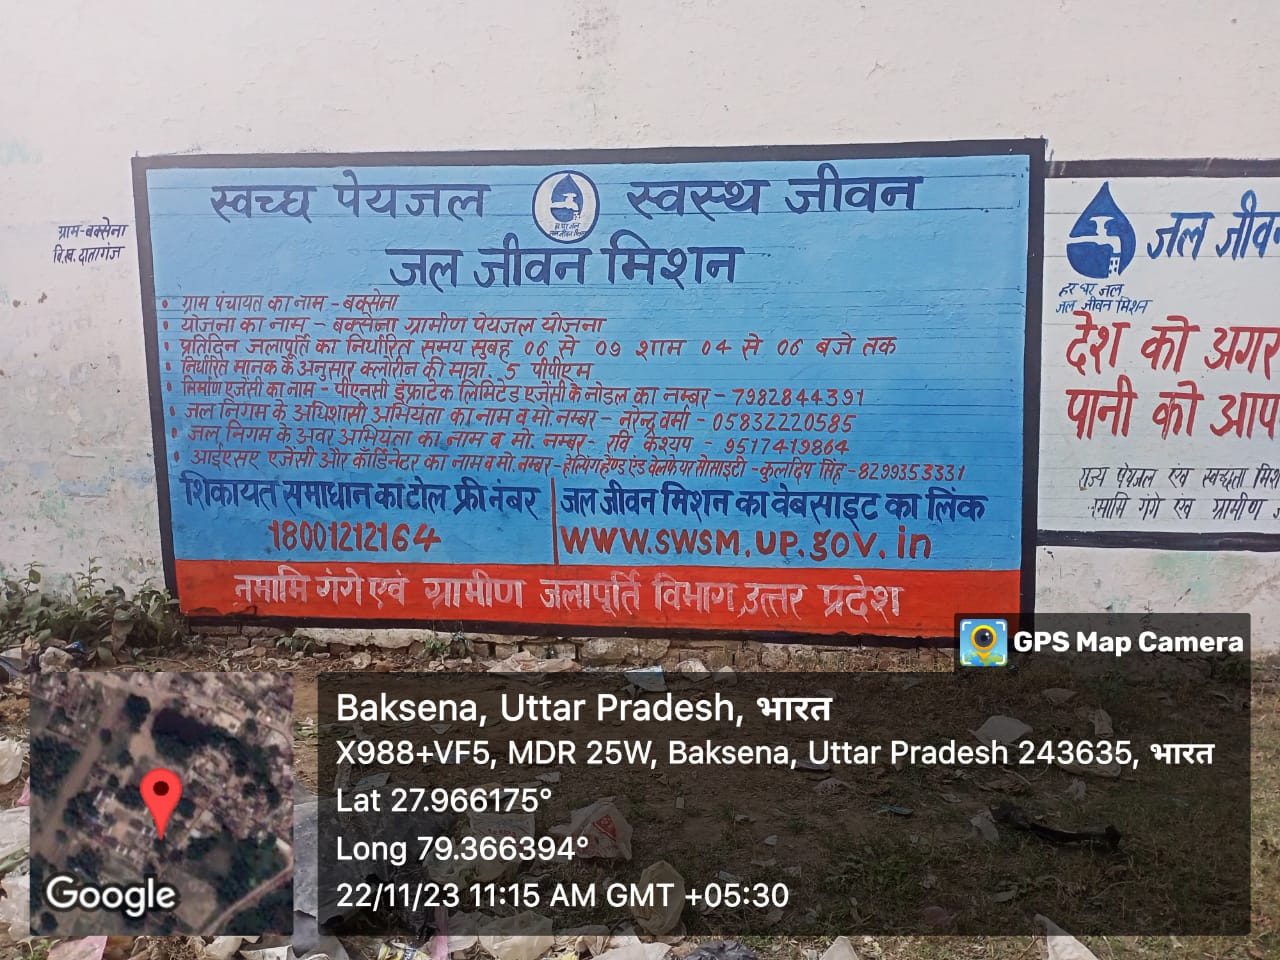 ग्राम-बक्सेना
वि.ख. दातागंज
स्वच्छ पेयजल स्वस्थ जीवन
हर घर जल
जल जीवन मिशन
जल जीवन मिशन
• ग्राम पंचायत का नाम - बक्सेना
• योजना का नाम - बक्सेना ग्रामीण पेयजल योजना
• प्रतिदिन जलापूर्ति का निर्धारित समय सुबह 06 से 09 शाम 04 से 06 बजे तक
• निर्धारित मानक के अनुसार क्लोरीन की मात्रा. 5 पीपीएम
• निर्माण एजेंसी का नाम - पीएनसी इंफ्राटेक लिमिटेड एजेंसी के नोडल का नम्बर - 7982844391
• जल निगम के अधिशासी अभियंता का नाम व मो. नम्बर - नरेन्द्र वर्मा - 05832220585
• जल निगम के अवर अभियंता का नाम व मो. नम्बर- रवि कश्यप - 9517419864
• आईएसए एजेंसी और कॉर्डिनेटर का नाम व मो. नम्बर-हेल्पिंग हैण्ड एंड वेलफेयर सोसाइटी -कुलदिप सिंह-8299353331
शिकायत समाधान का टोल फ्री नंबर
18001212164
जल जीवन मिशन का वेबसाइट का लिंक
www.swsm.up.gov.in
नमामि गंगे एवं ग्रामीण जलापूर्ति विभाग,उत्तर प्रदेश
जल जीवन
हर घर जल
जल जीवन मिशन
देश को अगर
पानी को आप
राज्य पेयजल एंव स्वच्छता मिश
नमामि गंगे एंव ग्रामीण
GPS Map Camera
Baksena, Uttar Pradesh, भारत
X988+VF5, MDR 25W, Baksena, Uttar Pradesh 243635, भारत
Lat 27.966175°
Long 79.366394°
22/11/23 11:15 AM GMT +05:30
Google